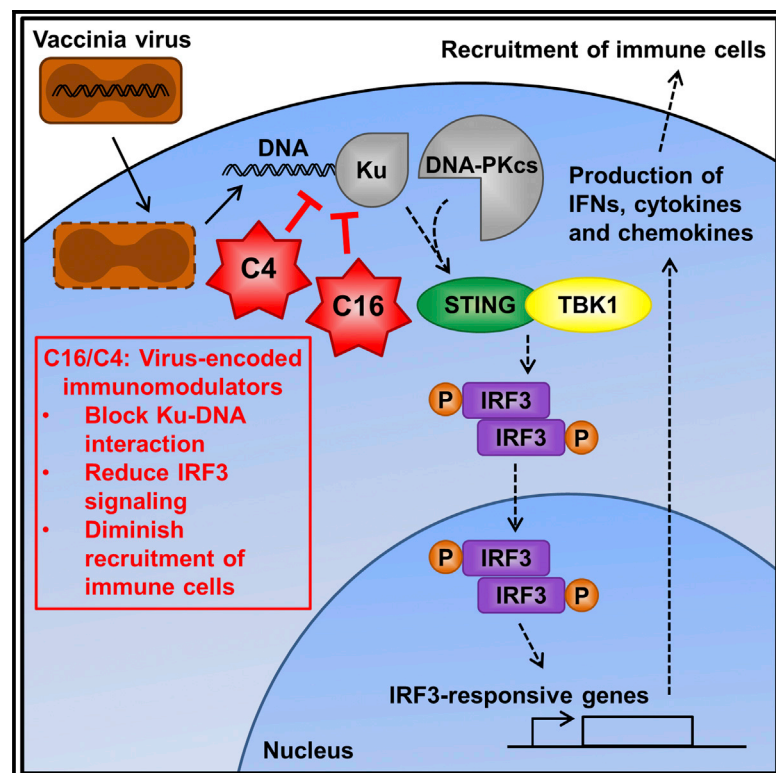 Vaccinia virus
Recruitment of immune cells
DNA
Ku
DNA-PKcs
Production of
IFNs, cytokines
and chemokines
C4
C16
STING
TBK1
C16/C4: Virus-encoded
immunomodulators
• Block Ku-DNA
interaction
• Reduce IRF3
signaling
• Diminish
recruitment of
immune cells
P
IRF3
IRF3
P
P
IRF3
IRF3
P
IRF3-responsive genes
Nucleus